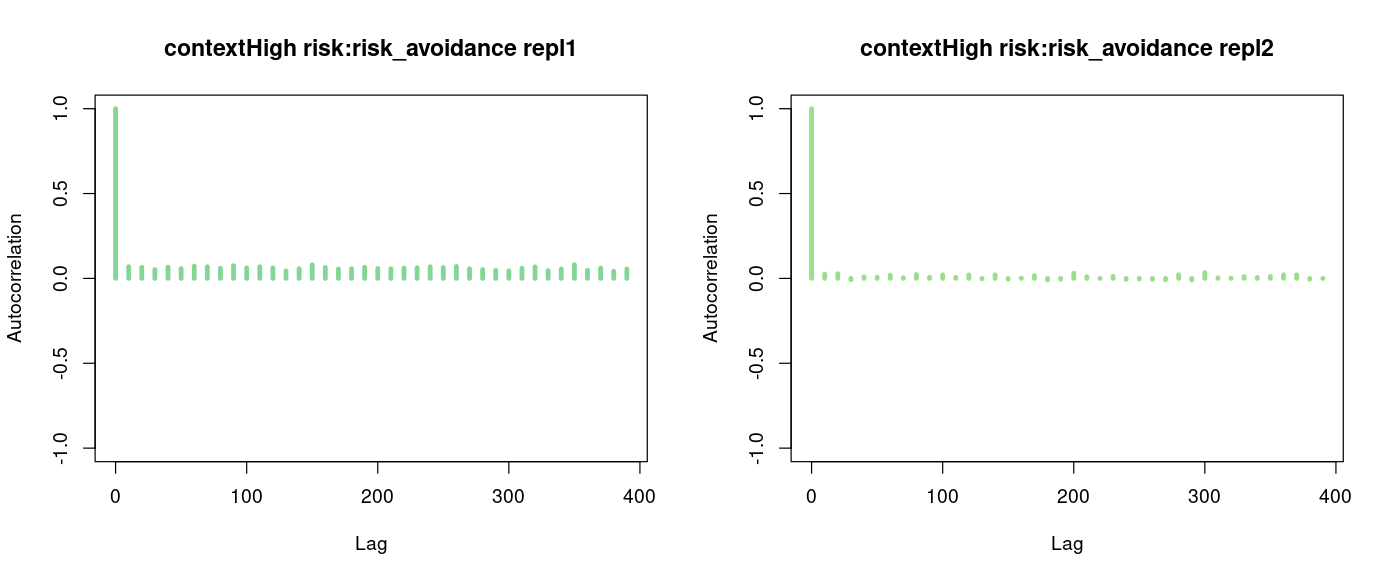 contextHigh risk:risk_avoidance repl1
Autocorrelation
1.0
0.5
0.0
-0.5
-1.0
0 100 200 300 400
Lag
contextHigh risk:risk_avoidance repl2
Autocorrelation
1.0
0.5
0.0
-0.5
-1.0
0 100 200 300 400
Lag